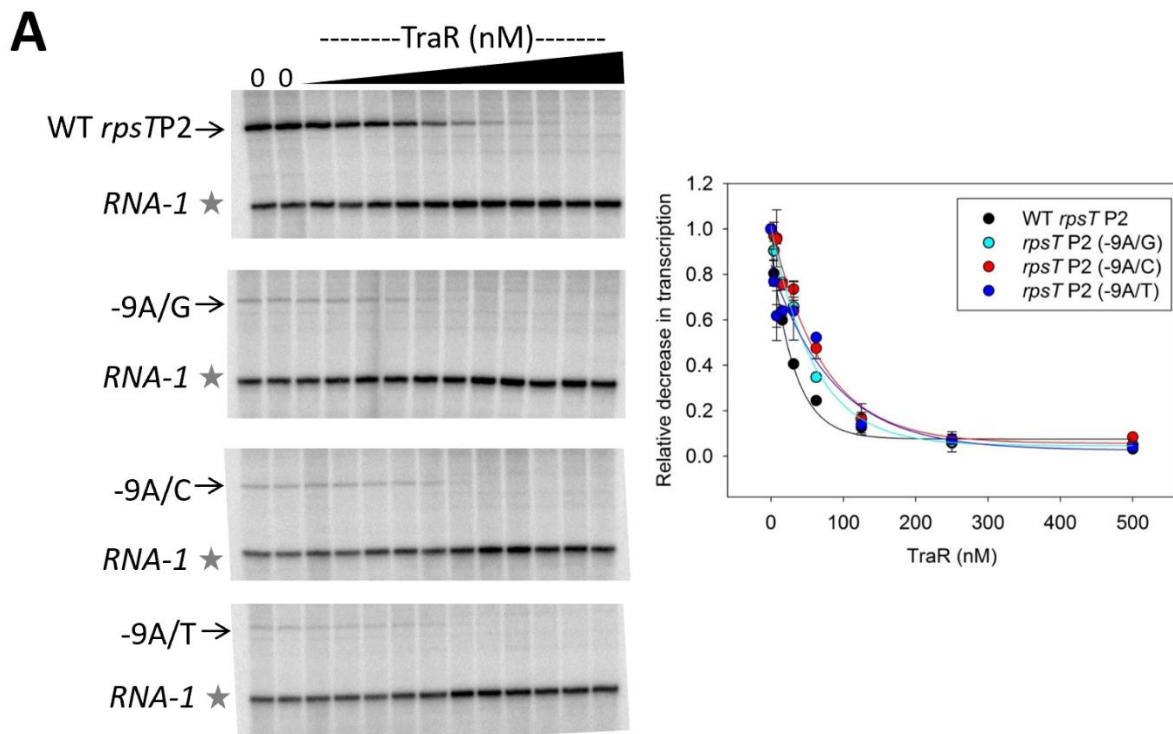 A
--------TraR (nM)-------
0 0
WT rpsTP2→
RNA-1 ★
-9A/G→
RNA-1 ★
-9A/C→
RNA-1 ★
-9A/T→
RNA-1 ★
Relative decrease in transcription
1.2
1.0
0.8
0.6
0.4
0.2
0.0
WT rpsT P2
rpsT P2 (-9A/G)
rpsT P2 (-9A/C)
rpsT P2 (-9A/T)
0 100 200 300 400 500
TraR (nM)